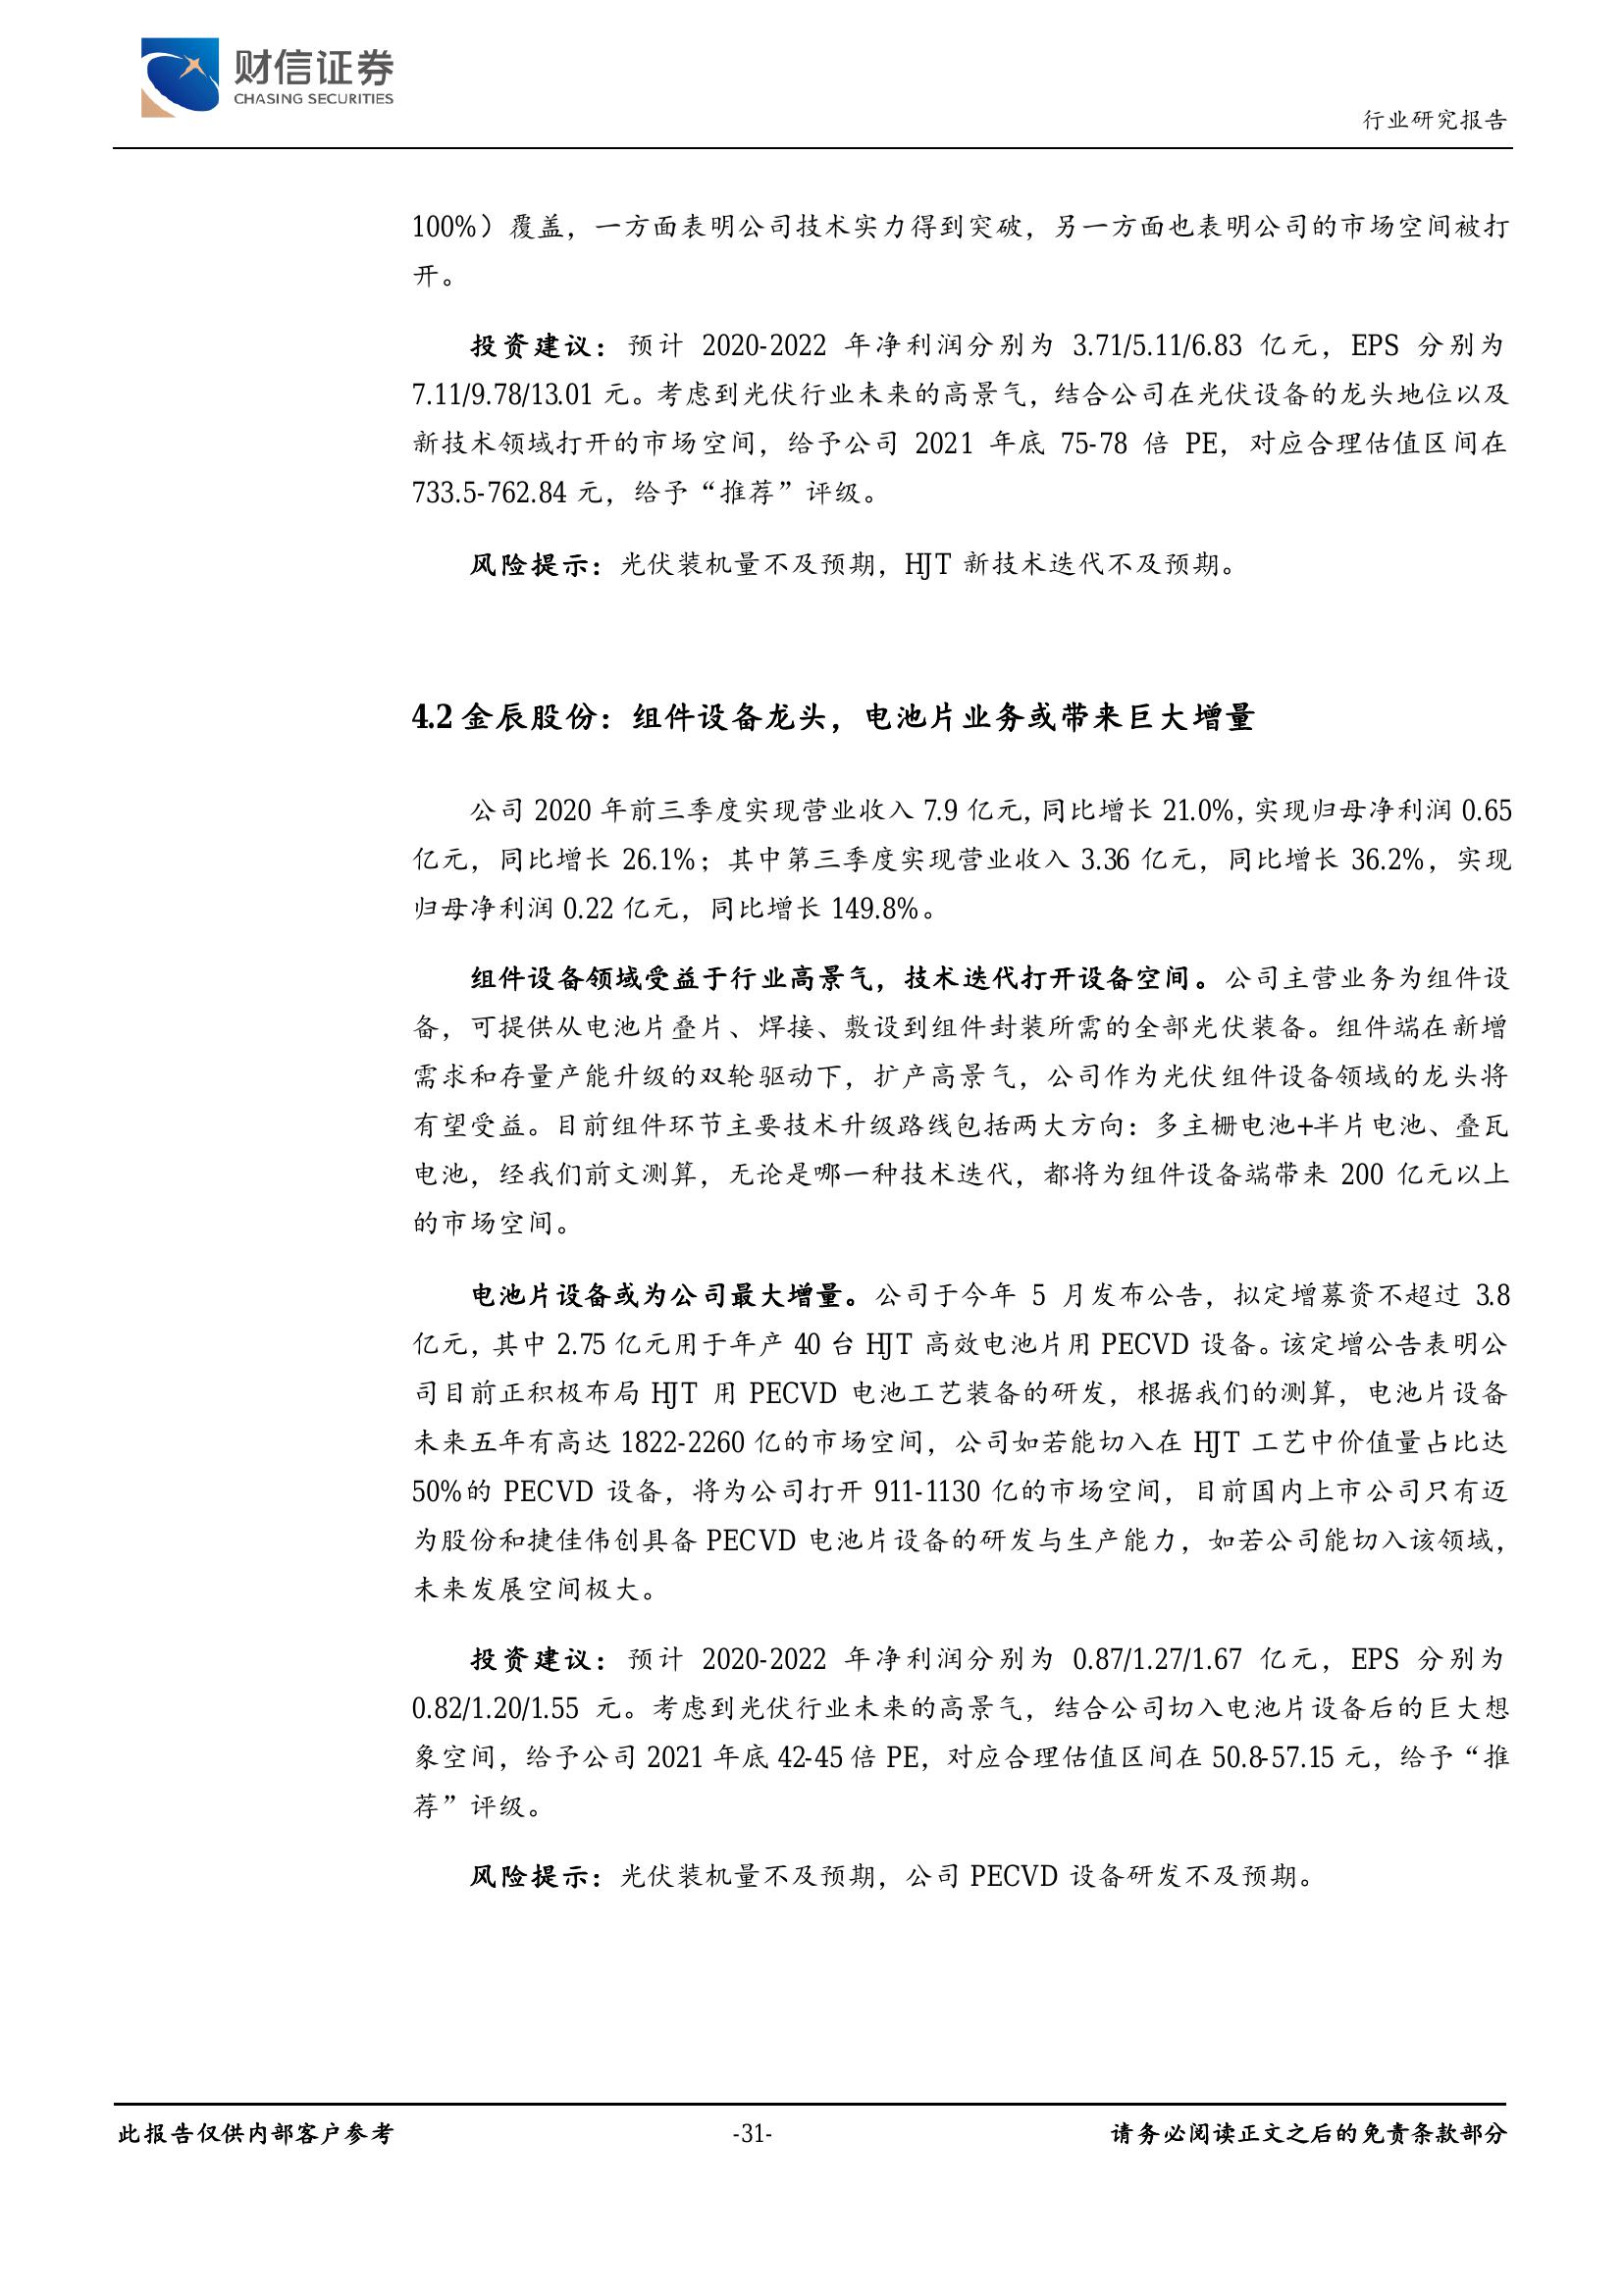 财信证券
CHASING SECURITIES
行业研究报告
100%）覆盖，一方面表明公司技术实力得到突破，另一方面也表明公司的市场空间被打
开。
投资建议：预计 2020-2022 年净利润分别为 3.71/5.11/6.83 亿元，EPS 分别为
7.11/9.78/13.01 元。考虑到光伏行业未来的高景气，结合公司在光伏设备的龙头地位以及
新技术领域打开的市场空间，给予公司 2021 年底 75-78 倍 PE，对应合理估值区间在
733.5-762.84 元，给予“推荐”评级。
风险提示：光伏装机量不及预期，HJT 新技术迭代不及预期。
4.2 金辰股份：组件设备龙头，电池片业务或带来巨大增量
公司 2020 年前三季度实现营业收入 7.9 亿元，同比增长 21.0%，实现归母净利润 0.65
亿元，同比增长 26.1%；其中第三季度实现营业收入 3.36 亿元，同比增长 36.2%，实现
归母净利润 0.22 亿元，同比增长 149.8%。
组件设备领域受益于行业高景气，技术迭代打开设备空间。公司主营业务为组件设
备，可提供从电池片叠片、焊接、敷设到组件封装所需的全部光伏装备。组件端在新增
需求和存量产能升级的双轮驱动下，扩产高景气，公司作为光伏组件设备领域的龙头将
有望受益。目前组件环节主要技术升级路线包括两大方向：多主栅电池+半片电池、叠瓦
电池，经我们前文测算，无论是哪一种技术迭代，都将为组件设备端带来 200 亿元以上
的市场空间。
电池片设备或为公司最大增量。公司于今年 5 月发布公告，拟定增募资不超过 3.8
亿元，其中 2.75 亿元用于年产 40 台 HJT 高效电池片用 PECVD 设备。该定增公告表明公
司目前正积极布局 HJT 用 PECVD 电池工艺装备的研发，根据我们的测算，电池片设备
未来五年有高达 1822-2260 亿的市场空间，公司如若能切入在 HJT 工艺中价值量占比达
50%的 PECVD 设备，将为公司打开 911-1130 亿的市场空间，目前国内上市公司只有迈
为股份和捷佳伟创具备 PECVD 电池片设备的研发与生产能力，如若公司能切入该领域，
未来发展空间极大。
投资建议：预计 2020-2022 年净利润分别为 0.87/1.27/1.67 亿元，EPS 分别为
0.82/1.20/1.55 元。考虑到光伏行业未来的高景气，结合公司切入电池片设备后的巨大想
象空间，给予公司 2021 年底 42-45 倍 PE，对应合理估值区间在 50.8-57.15 元，给予“推
荐”评级。
风险提示：光伏装机量不及预期，公司 PECVD 设备研发不及预期。
此报告仅供内部客户参考
-31-
请务必阅读正文之后的免责条款部分